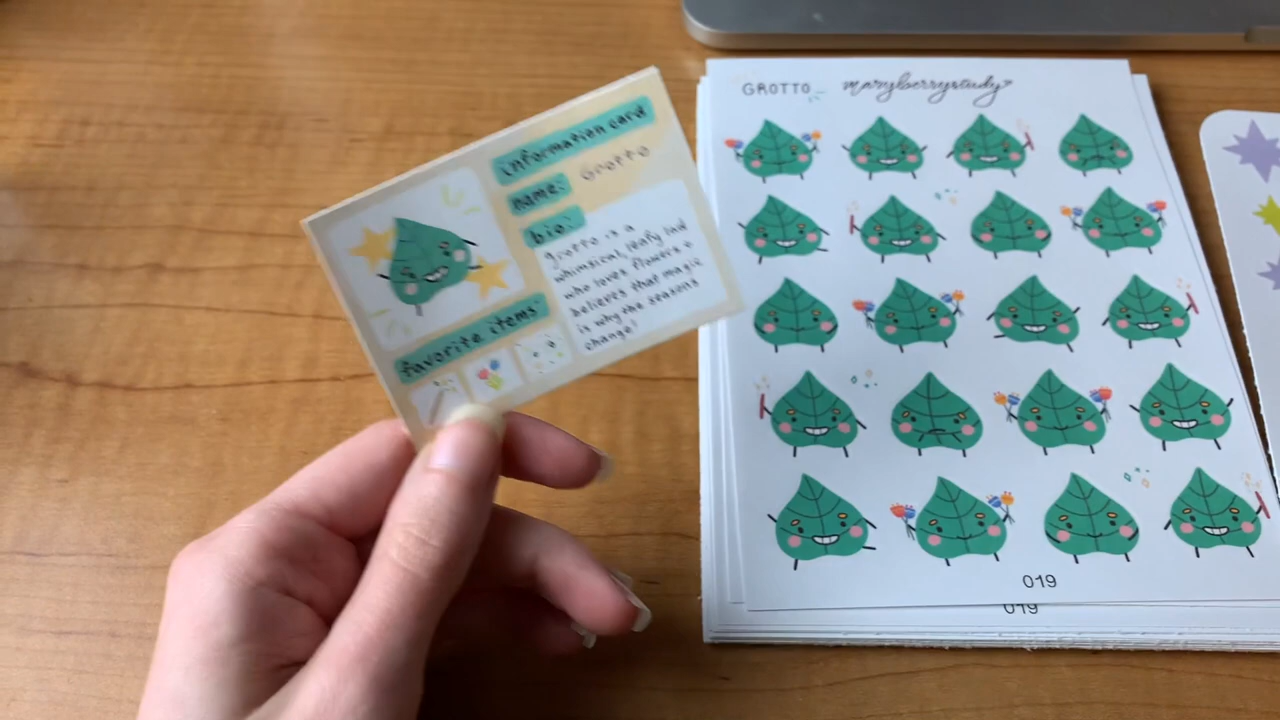 information card
name: Grotto
bio:
grotto is a
whimsical, leafy lad
who loves flowers &
believes that magic
is why the seasons
change!
favorite items
GROTTO
maryberrystudy
019
019